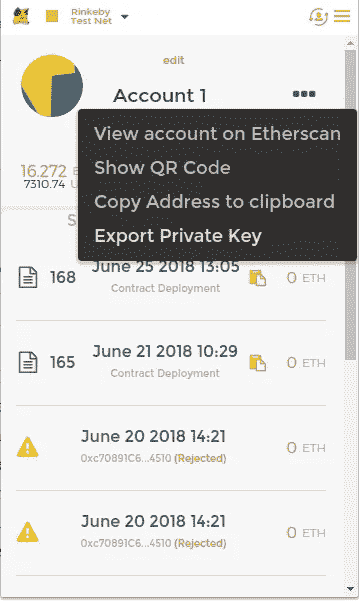 Rinkeby
Test Net
edit
Account 1
View account on Etherscan
16.272
Show QR Code
7310.74
Copy Address to clipboard
Export Private Key
168
June 25 2018 13:05
0 ETH
Contract Deployment
165
June 21 2018 10:29
0 ETH
Contract Deployment
June 20 2018 14:21
0 ETH
0xc70891C6...4510 (Rejected)
June 20 2018 14:21
0 ETH
0xc70891C6...4510 (Rejected)